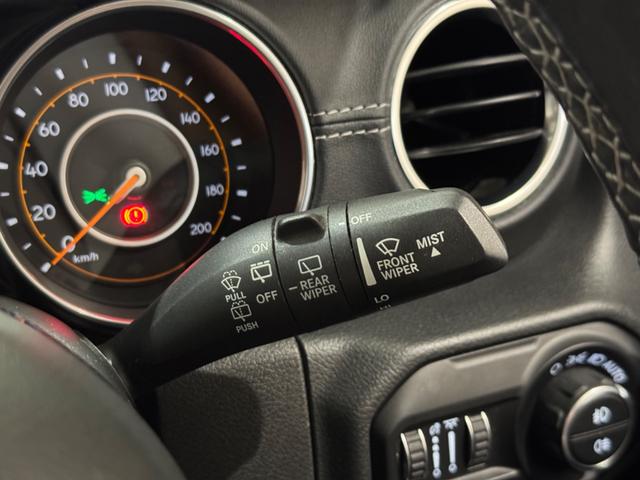 0
20
40
60
80
100
120
140
160
180
200
km/h
ON
OFF
PULL
PUSH
REAR
WIPER
OFF
FRONT
WIPER
MIST
LO
AUTO